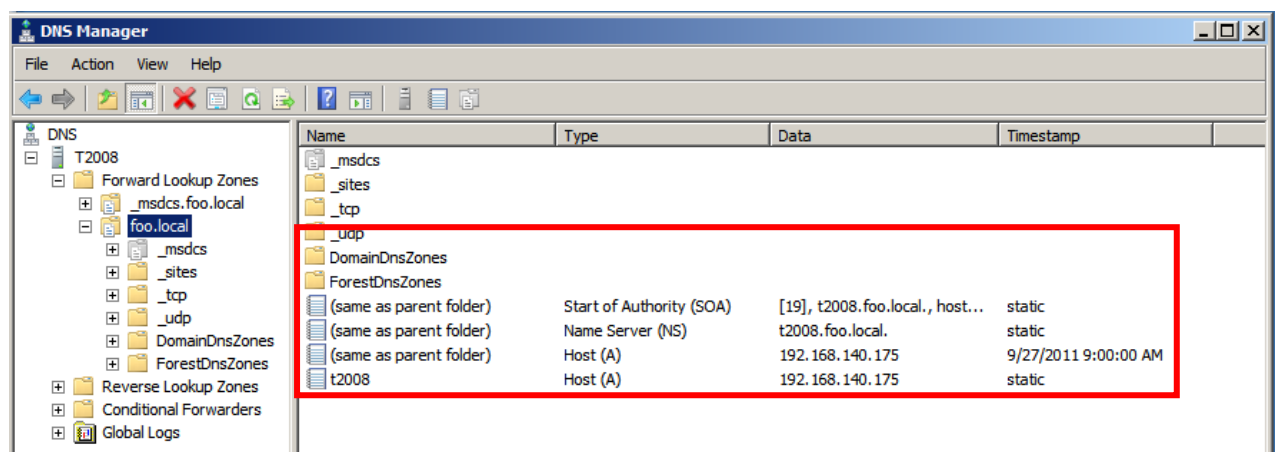 DNS Manager
File Action View Help
DNS
T2008
Forward Lookup Zones
_msdcs.foo.local
foo.local
_msdcs
_sites
_tcp
_udp
DomainDnsZones
ForestDnsZones
Reverse Lookup Zones
Conditional Forwarders
Global Logs
Name Type Data Timestamp
_msdcs
_sites
_tcp
_udp
DomainDnsZones
ForestDnsZones
(same as parent folder) Start of Authority (SOA) [19], t2008.foo.local., host... static
(same as parent folder) Name Server (NS) t2008.foo.local. static
(same as parent folder) Host (A) 192.168.140.175 9/27/2011 9:00:00 AM
t2008 Host (A) 192.168.140.175 static